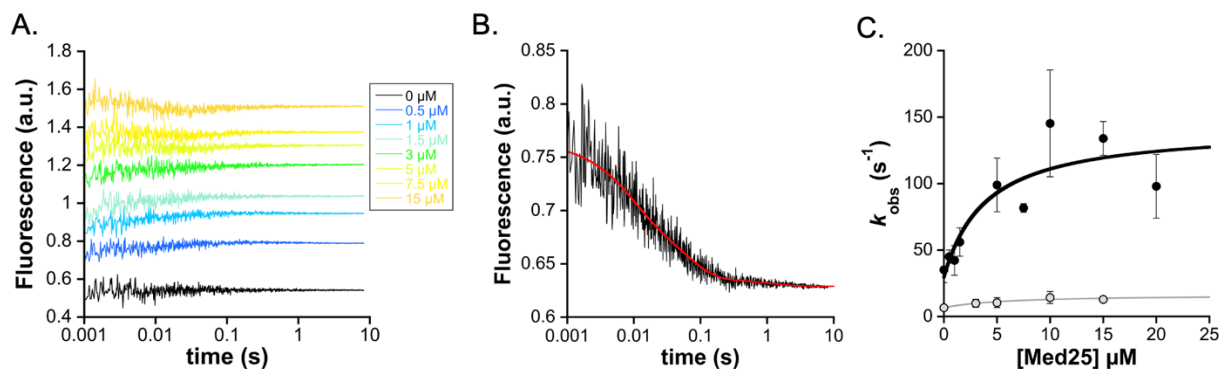 A.
Fluorescence (a.u.)
1.8
1.6
1.4
1.2
1
0.8
0.6
0.4
0.001
0.01
0.1
1
10
time (s)
0 µM
0.5 µM
1 µM
1.5 µM
3 µM
5 µM
7.5 µM
15 µM
B.
Fluorescence (a.u.)
0.85
0.8
0.75
0.7
0.65
0.6
0.001
0.01
0.1
1
10
time (s)
C.
k obs (s-1)
200
150
100
50
0
0
5
10
15
20
25
[Med25] µM